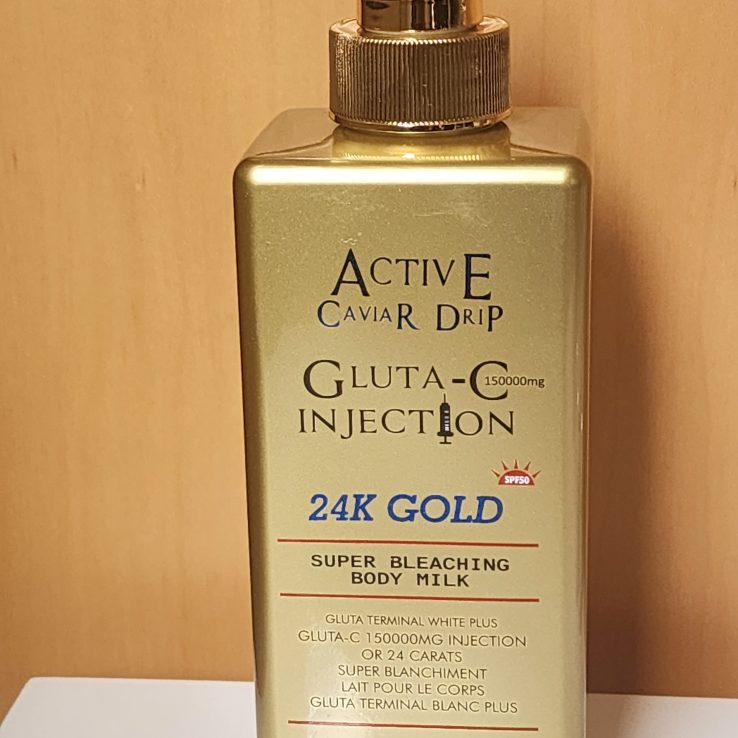 ACTIVE
CAVIAR DRIP
GLUTA-C 150000mg
INJECTION
SPF50
24K GOLD
SUPER BLEACHING
BODY MILK
GLUTA TERMINAL WHITE PLUS
GLUTA-C 150000MG INJECTION
OR 24 CARATS
SUPER BLANCHIMENT
LAIT POUR LE CORPS
GLUTA TERMINAL BLANC PLUS